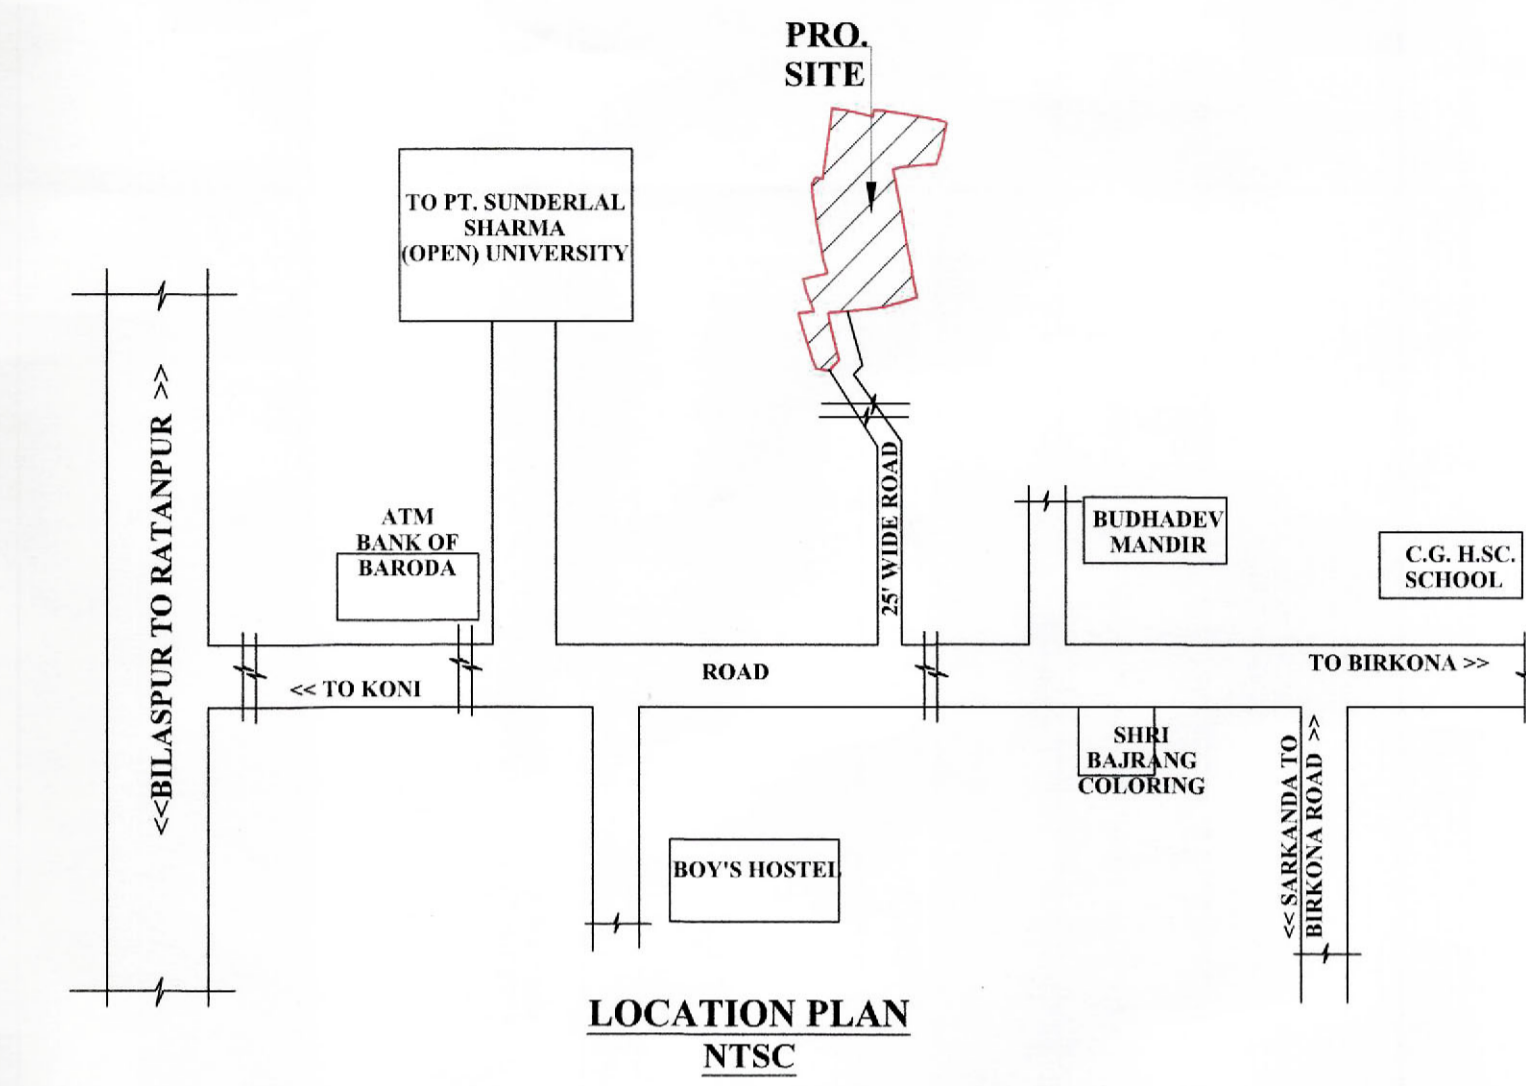 PRO.
SITE
TO PT. SUNDERLAL
SHARMA
(OPEN) UNIVERSITY
<<BILASPUR TO RATANPUR >>
ATM
BANK OF
BARODA
25' WIDE ROAD
BUDHADEV
MANDIR
C.G. H.SC.
SCHOOL
<< TO KONI
ROAD
TO BIRKONA >>
SHRI
BAJRANG
COLORING
<< SARKANDA TO
BIRKONA ROAD >>
BOY'S HOSTEL
LOCATION PLAN
NTSC